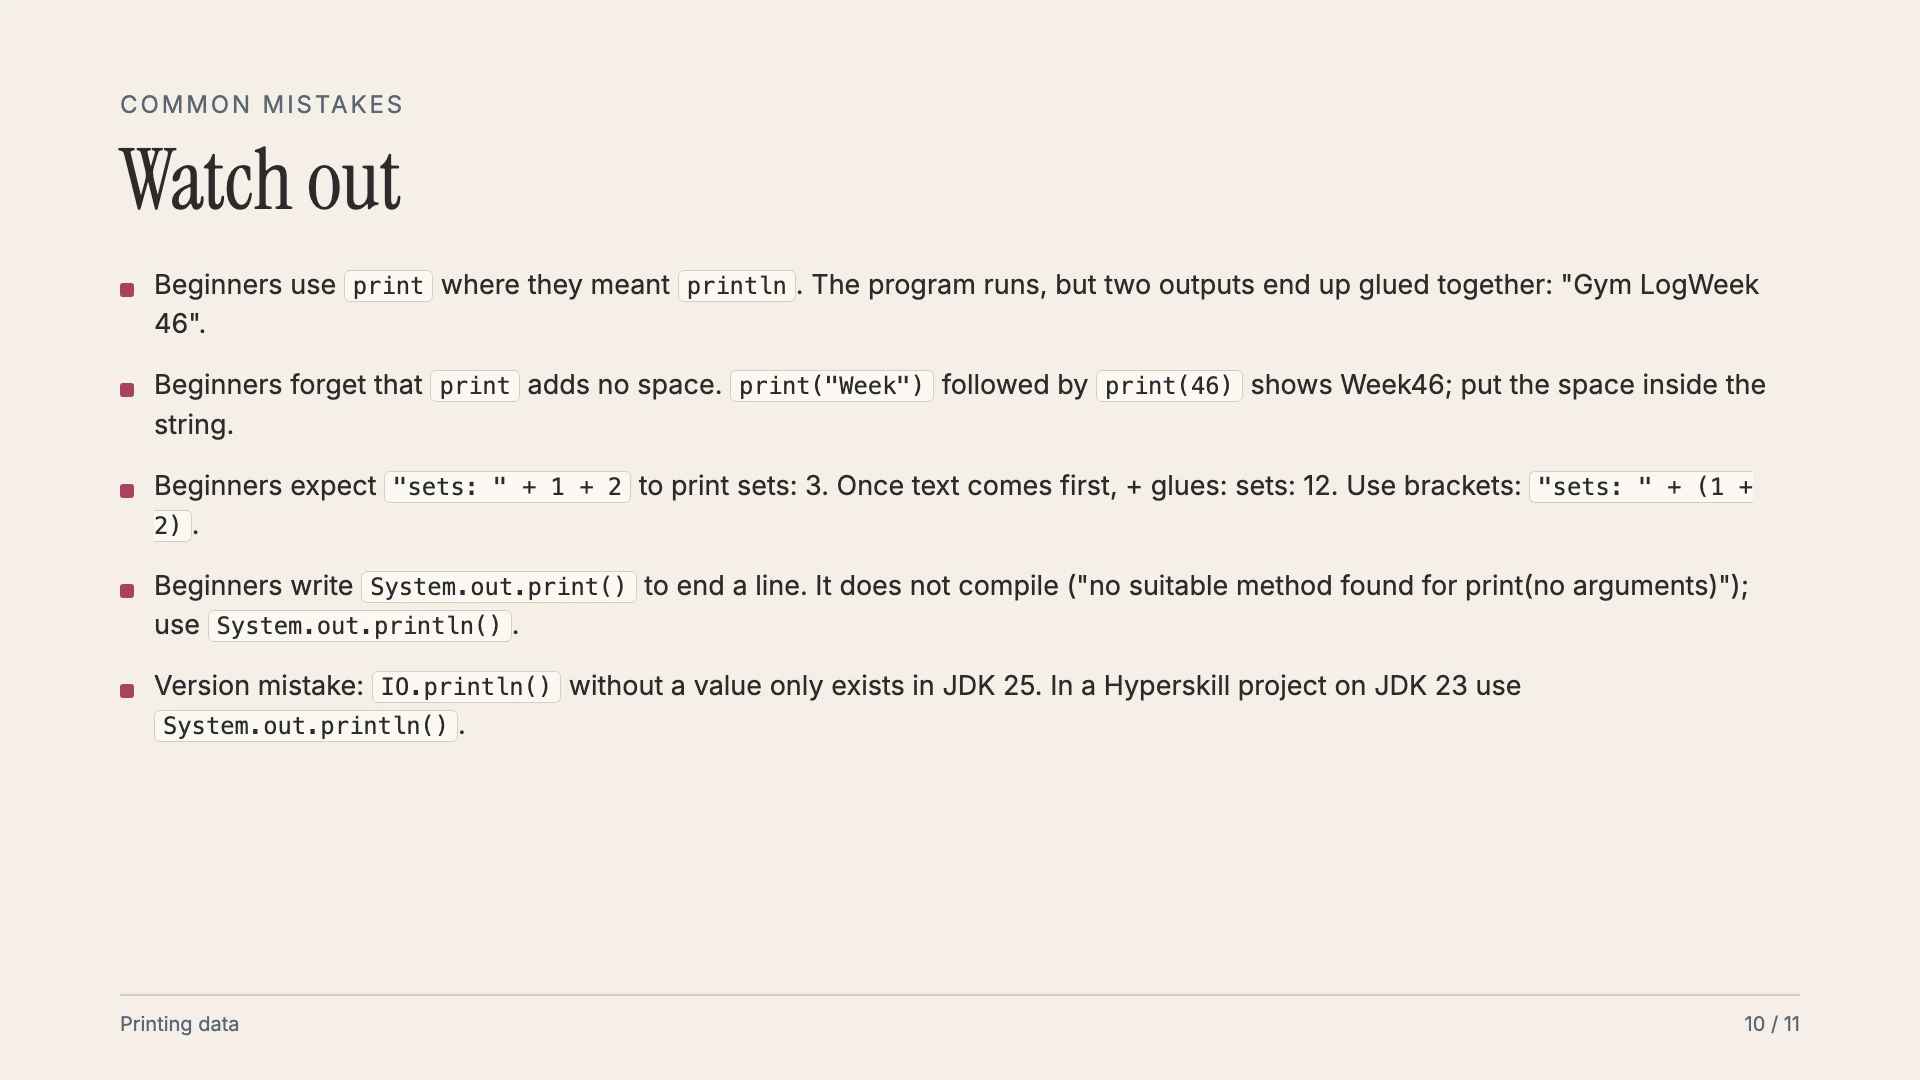 COMMON MISTAKES
Watch out
Beginners use print where they meant println. The program runs, but two outputs end up glued together: "Gym LogWeek
46".
Beginners forget that print adds no space. print("Week") followed by print(46) shows Week46; put the space inside the
string.
Beginners expect "sets: " + 1 + 2 to print sets: 3. Once text comes first, + glues: sets: 12. Use brackets: "sets: " + (1 +
2).
Beginners write System.out.print() to end a line. It does not compile ("no suitable method found for print(no arguments)");
use System.out.println().
Version mistake: IO.println() without a value only exists in JDK 25. In a Hyperskill project on JDK 23 use
System.out.println().
Printing data
10 / 11